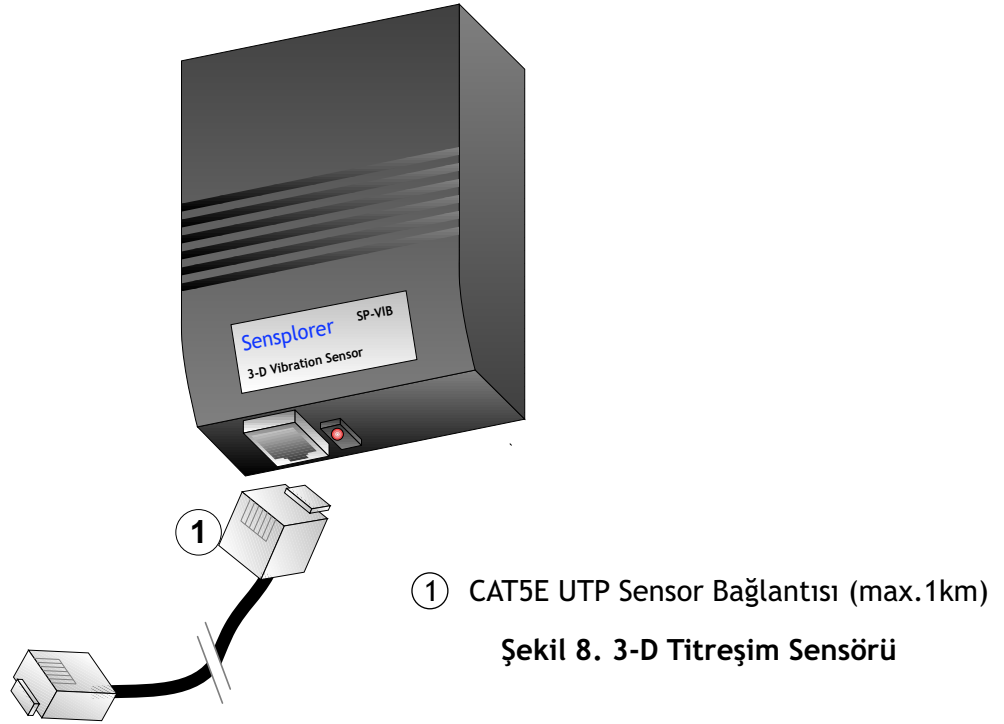 Sensplorer SP-VIB
3-D Vibration Sensor
1
1 CAT5E UTP Sensor Bağlantısı (max.1km)
Şekil 8. 3-D Titreşim Sensörü